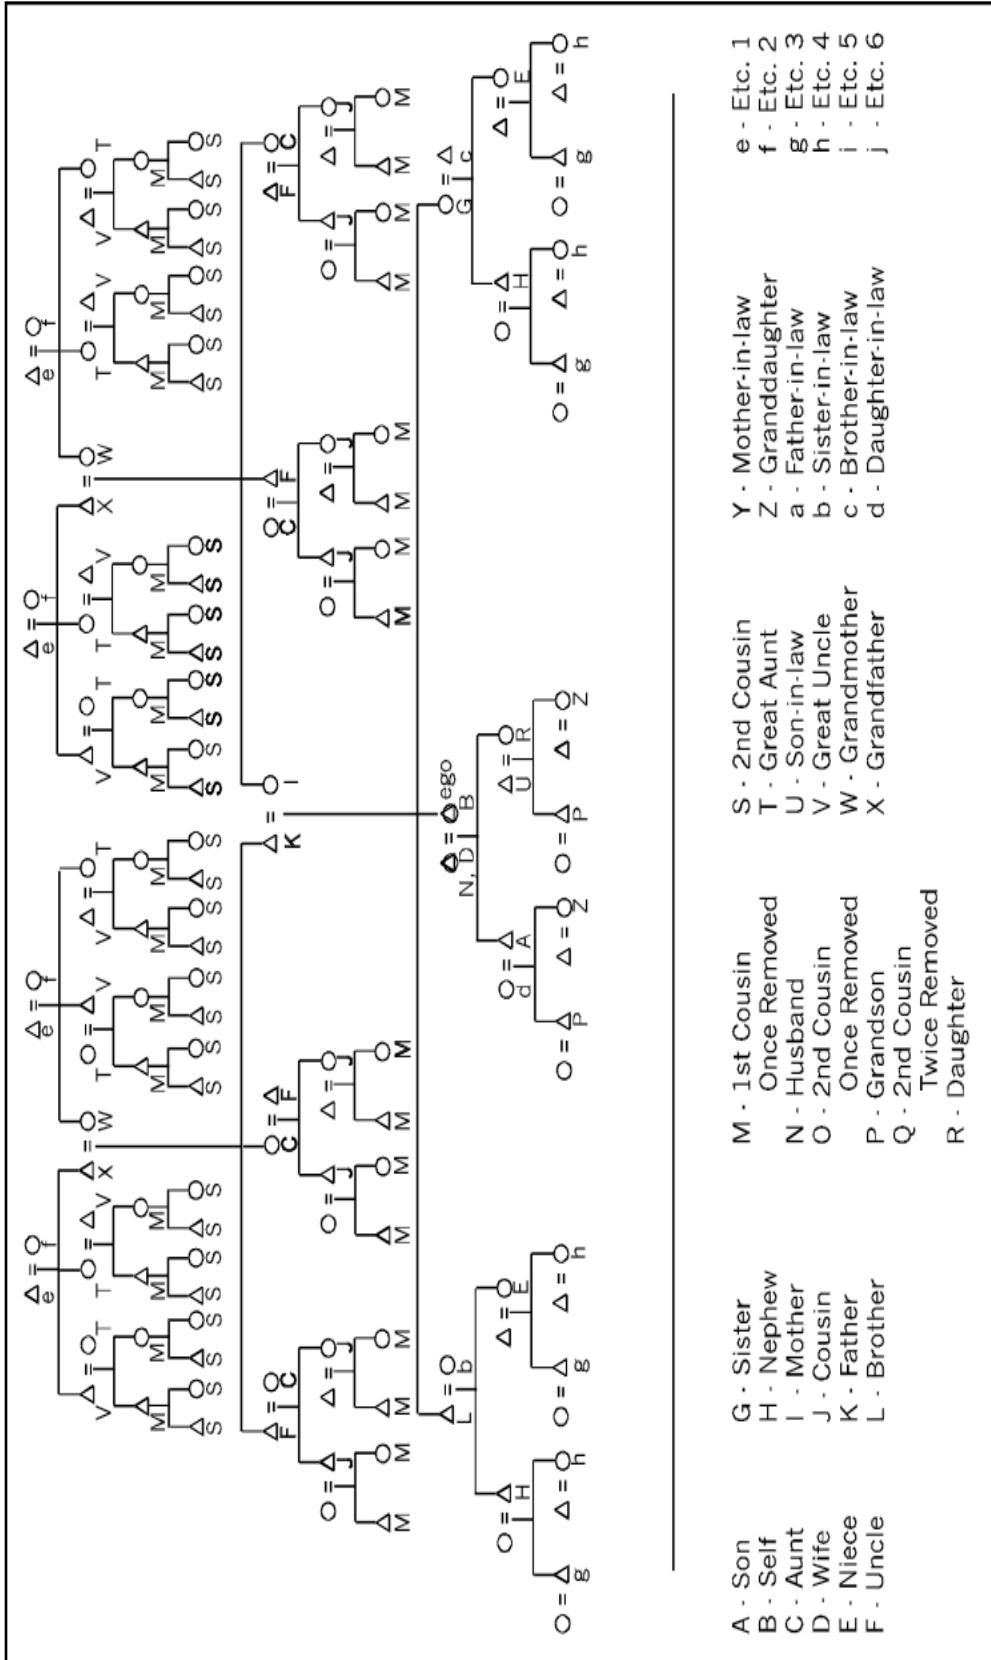 e f e f e f e f
V T T V X W T V V T V T T V X W T V V T
M M M M M M M M M M M M M M M M
S S S S S S S S S S S S S S S S S S S S S S S S S S S S S S S S
F C C F K I C F F C
j j j j j j j j
M M M M M M M M M M M M M M M M
ego
L b N, D B G c
H E d A U R H E
g h g h P Z P Z g h g h
A - Son
B - Self
C - Aunt
D - Wife
E - Niece
F - Uncle
G - Sister
H - Nephew
I - Mother
J - Cousin
K - Father
L - Brother
M - 1st Cousin
Once Removed
N - Husband
O - 2nd Cousin
Once Removed
P - Grandson
Q - 2nd Cousin
Twice Removed
R - Daughter
S - 2nd Cousin
T - Great Aunt
U - Son-in-law
V - Great Uncle
W - Grandmother
X - Grandfather
Y - Mother-in-law
Z - Granddaughter
a - Father-in-law
b - Sister-in-law
c - Brother-in-law
d - Daughter-in-law
e - Etc. 1
f - Etc. 2
g - Etc. 3
h - Etc. 4
i - Etc. 5
j - Etc. 6